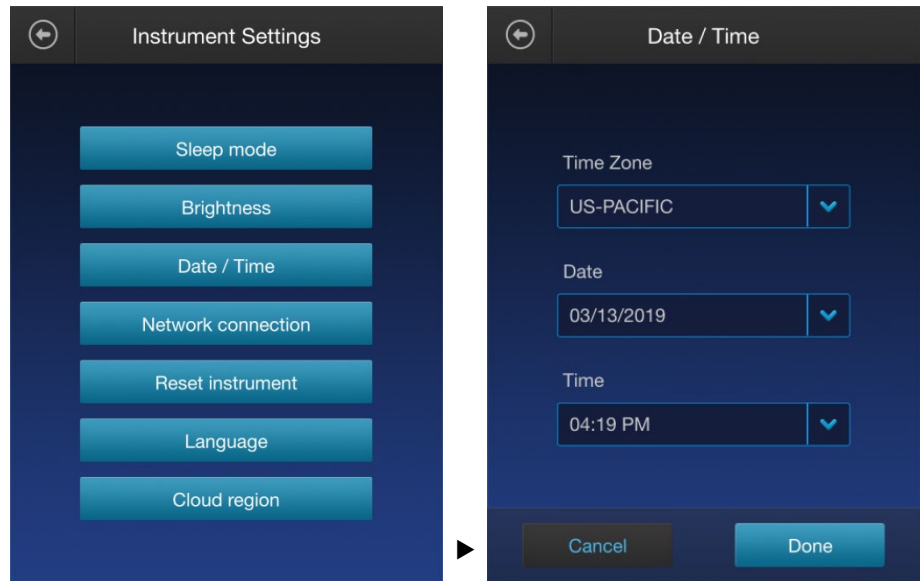 Instrument Settings
Sleep mode
Brightness
Date / Time
Network connection
Reset instrument
Language
Cloud region
Date / Time
Time Zone
US-PACIFIC
Date
03/13/2019
Time
04:19 PM
Cancel
Done